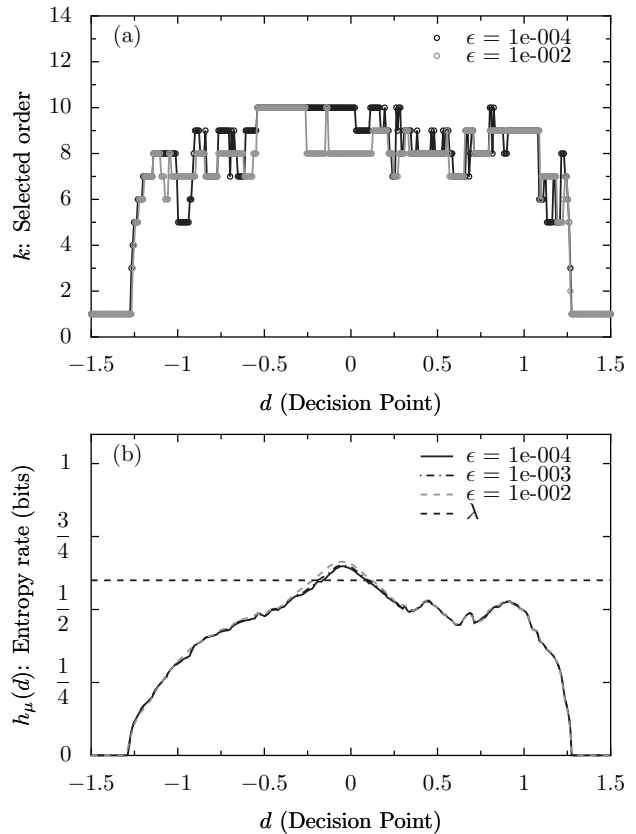 14
12
10
8
6
4
2
0
k: Selected order
(a)
ϵ = 1e-004
ϵ = 1e-002
−1.5
−1
−0.5
0
0.5
1
1.5
d (Decision Point)
1
3/4
1/2
1/4
0
hμ(d): Entropy rate (bits)
(b)
ϵ = 1e-004
ϵ = 1e-003
ϵ = 1e-002
λ
−1.5
−1
−0.5
0
0.5
1
1.5
d (Decision Point)